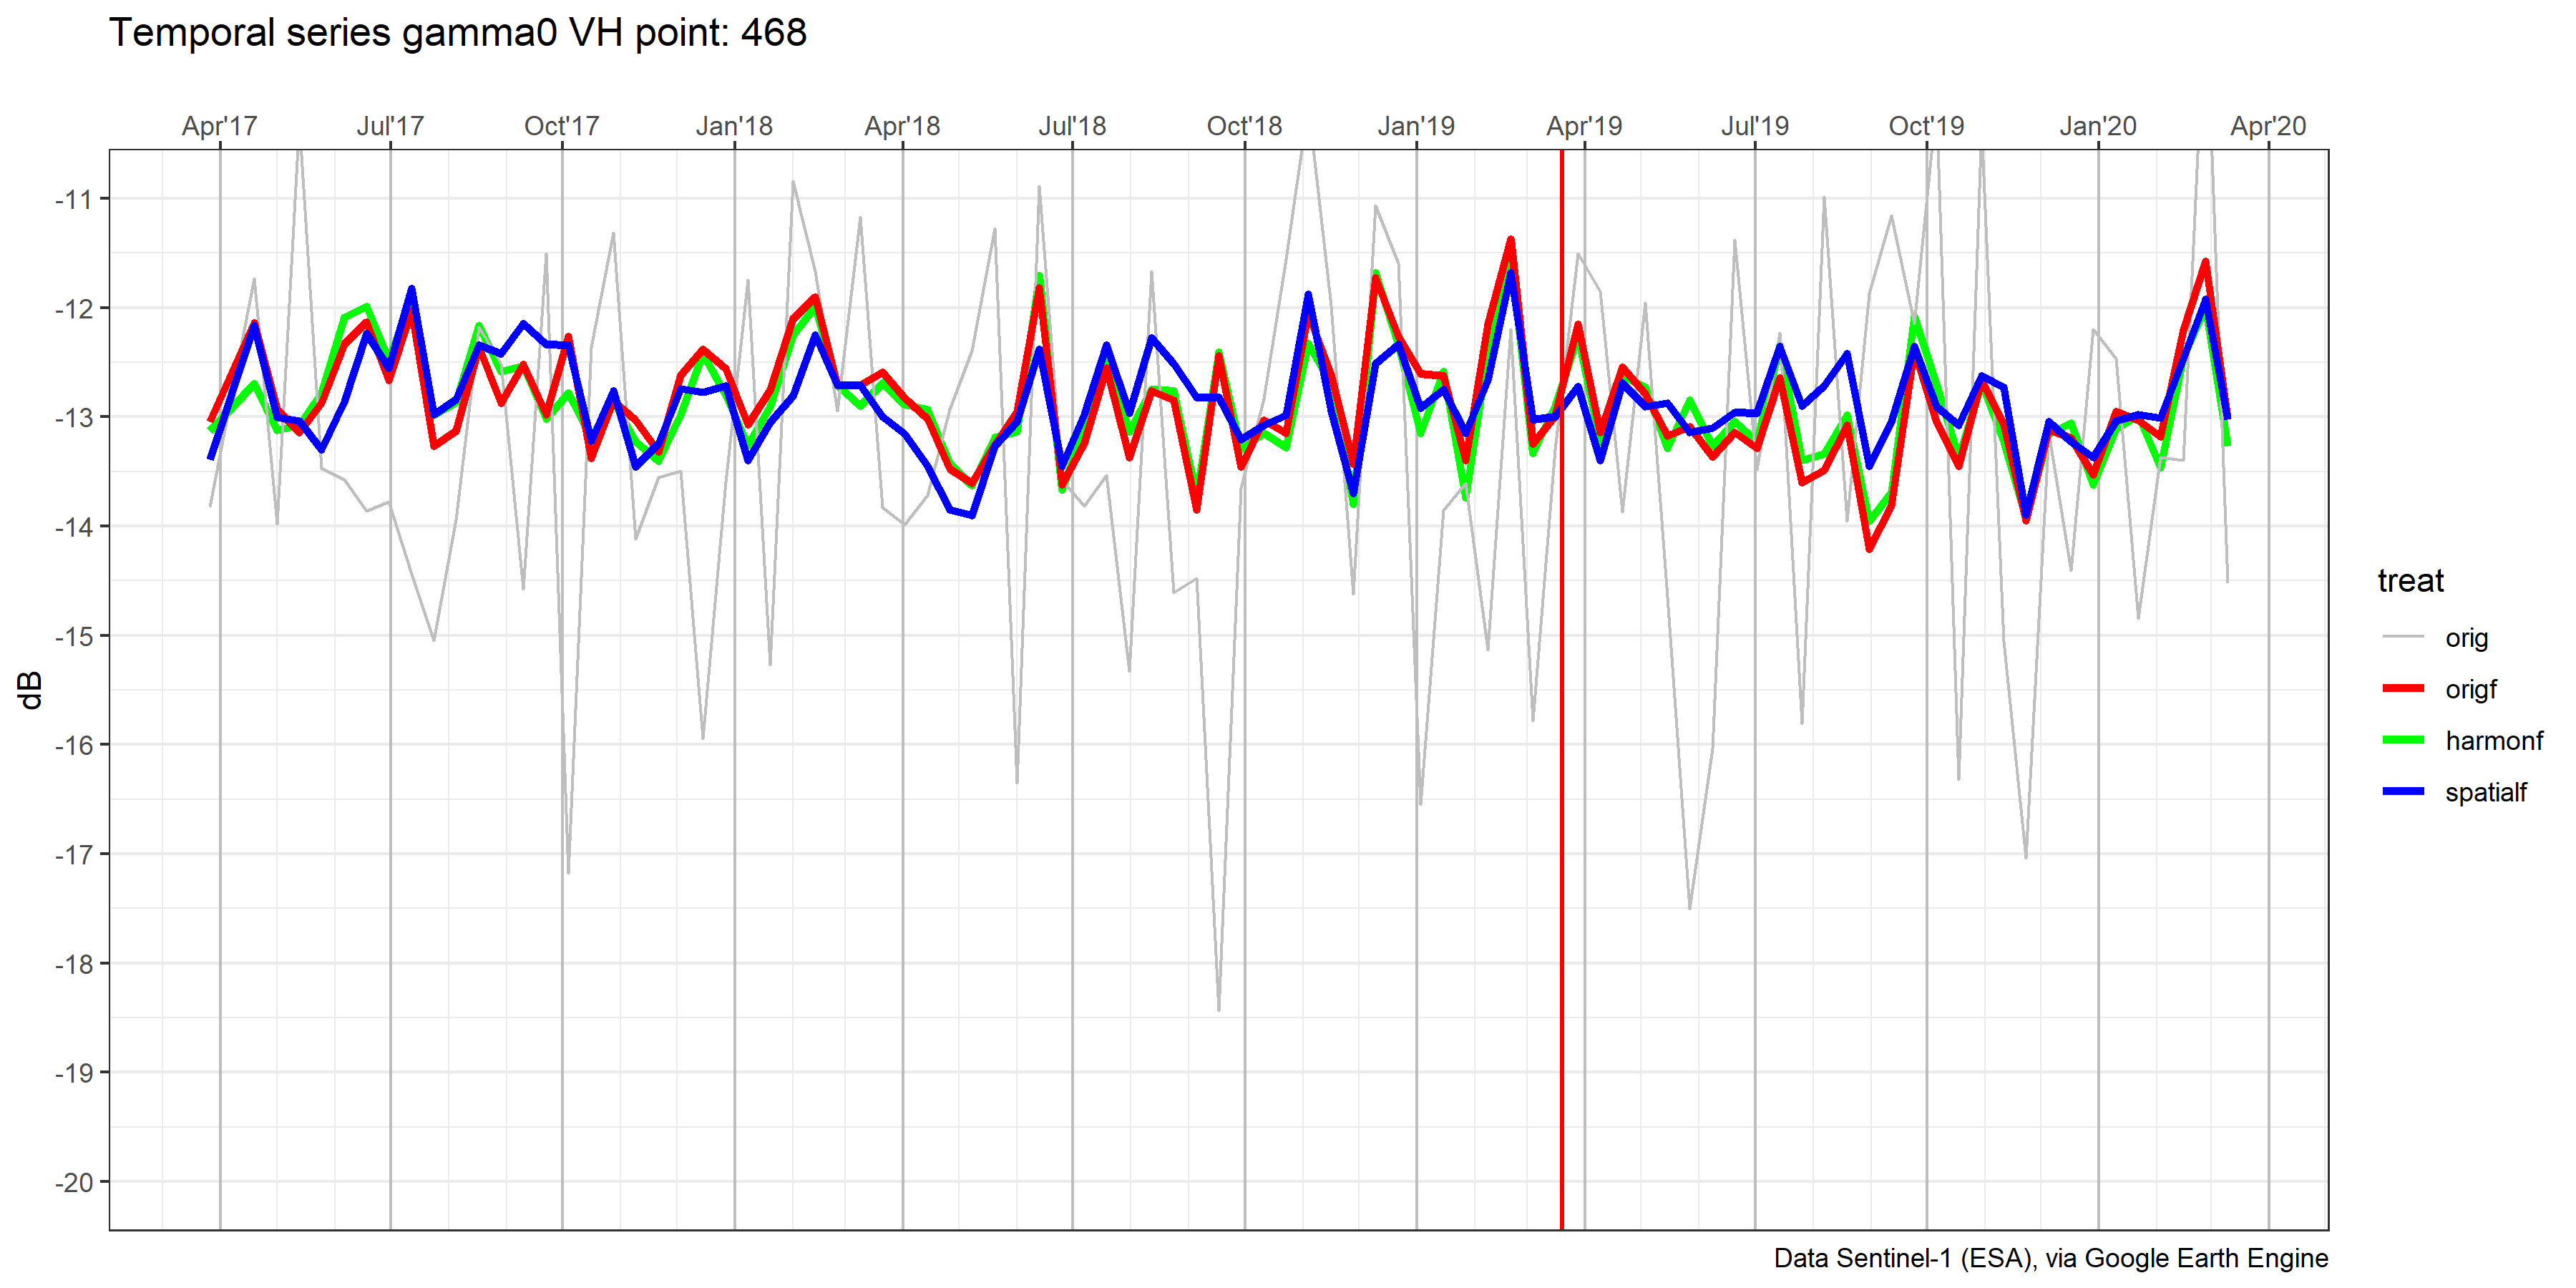 Temporal series gamma0 VH point: 468
Apr'17 Jul'17 Oct'17 Jan'18 Apr'18 Jul'18 Oct'18 Jan'19 Apr'19 Jul'19 Oct'19 Jan'20 Apr'20
-11
-12
-13
-14
-15
-16
-17
-18
-19
-20
dB
treat
orig
origf
harmonf
spatialf
Data Sentinel-1 (ESA), via Google Earth Engine